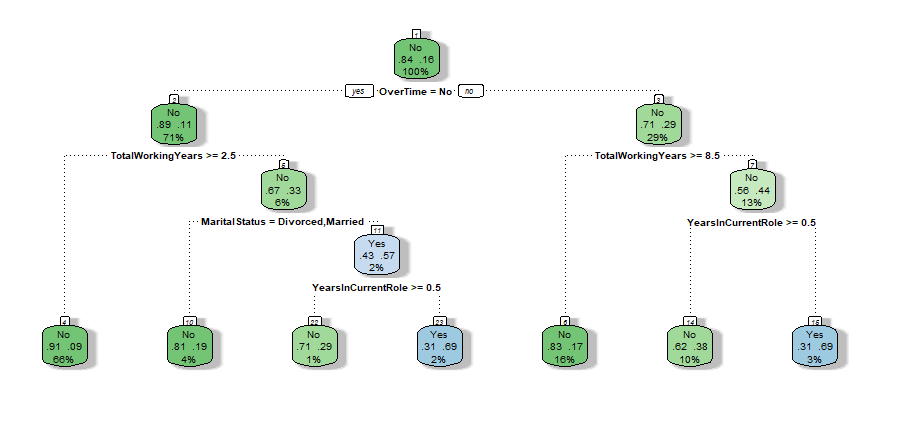 1
No
.84 .16
100%
yes OverTime = No no
2
No
.89 .11
71%
3
No
.71 .29
29%
TotalWorkingYears >= 2.5
TotalWorkingYears >= 8.5
5
No
.67 .33
6%
7
No
.56 .44
13%
MaritalStatus = Divorced,Married
YearsInCurrentRole >= 0.5
11
Yes
.43 .57
2%
YearsInCurrentRole >= 0.5
4
No
.91 .09
66%
10
No
.81 .19
4%
22
No
.71 .29
1%
23
Yes
.31 .69
2%
6
No
.83 .17
16%
14
No
.62 .38
10%
15
Yes
.31 .69
3%